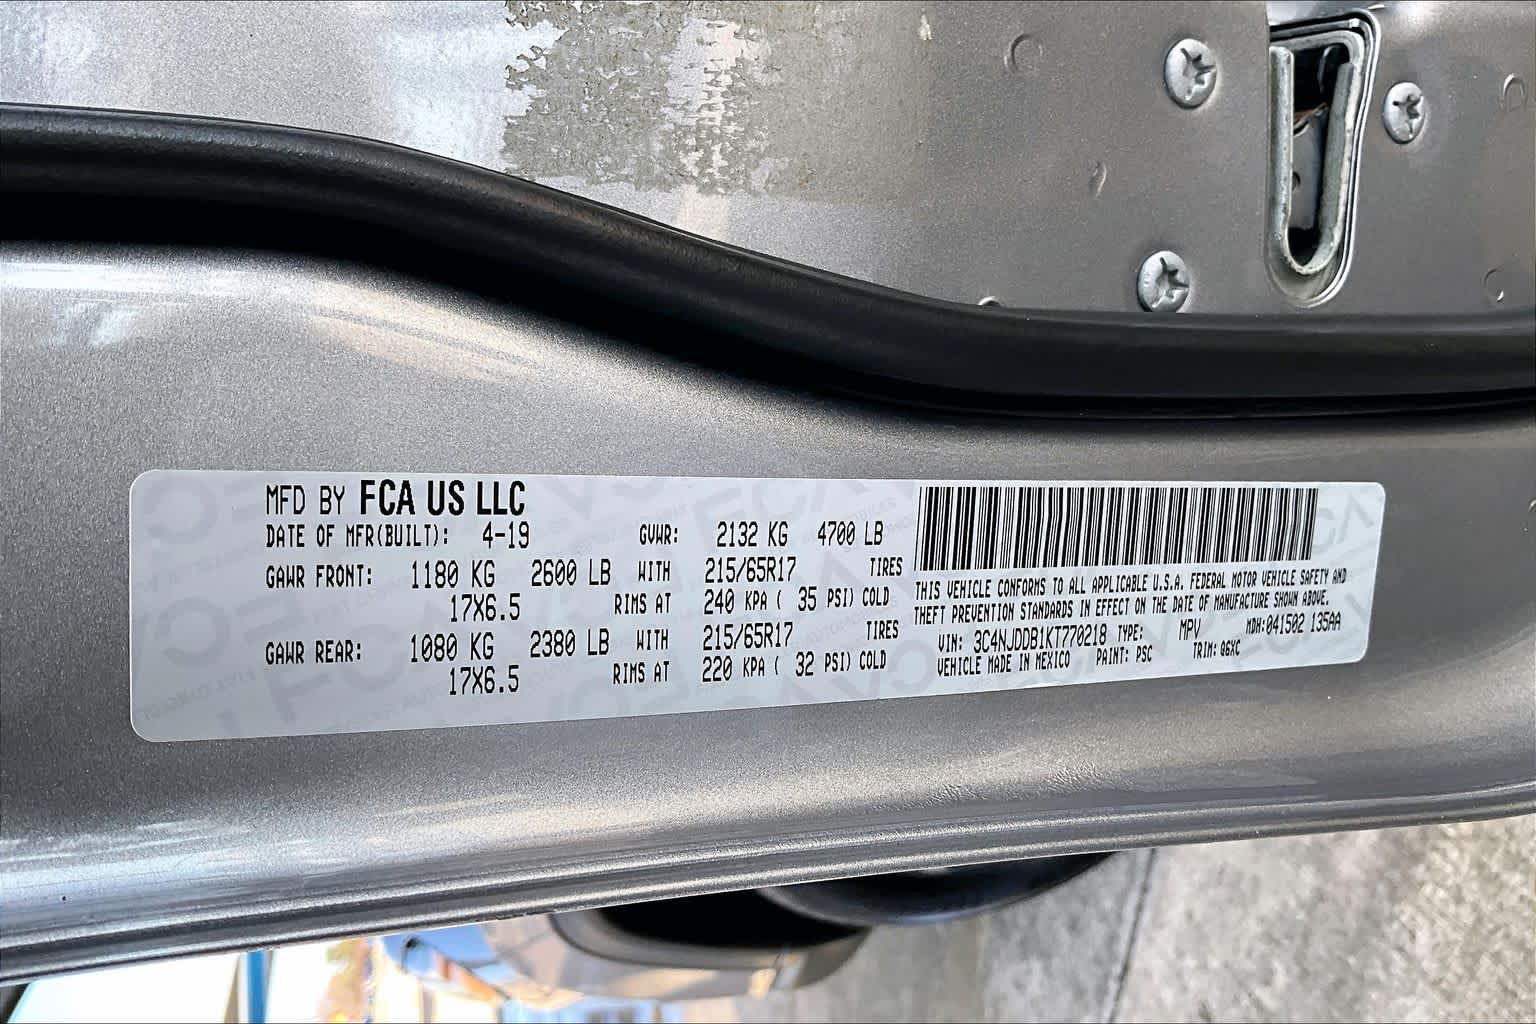 MFD BY FCA US LLC
DATE OF MFR(BUILT): 4-19 GVWR: 2132 KG 4700 LB
GAWR FRONT: 1180 KG 2600 LB WITH 215/65R17 TIRES
17X6.5 RIMS AT 240 KPA ( 35 PSI) COLD
GAWR REAR: 1080 KG 2380 LB WITH 215/65R17 TIRES
17X6.5 RIMS AT 220 KPA ( 32 PSI) COLD
THIS VEHICLE CONFORMS TO ALL APPLICABLE U.S.A. FEDERAL MOTOR VEHICLE SAFETY AND
THEFT PREVENTION STANDARDS IN EFFECT ON THE DATE OF MANUFACTURE SHOWN ABOVE.
VIN: 3C4NJDDB1KT770218 TYPE: MPV MDH:041502 135AA
VEHICLE MADE IN MEXICO PAINT: PSC TRIM: Q6XC